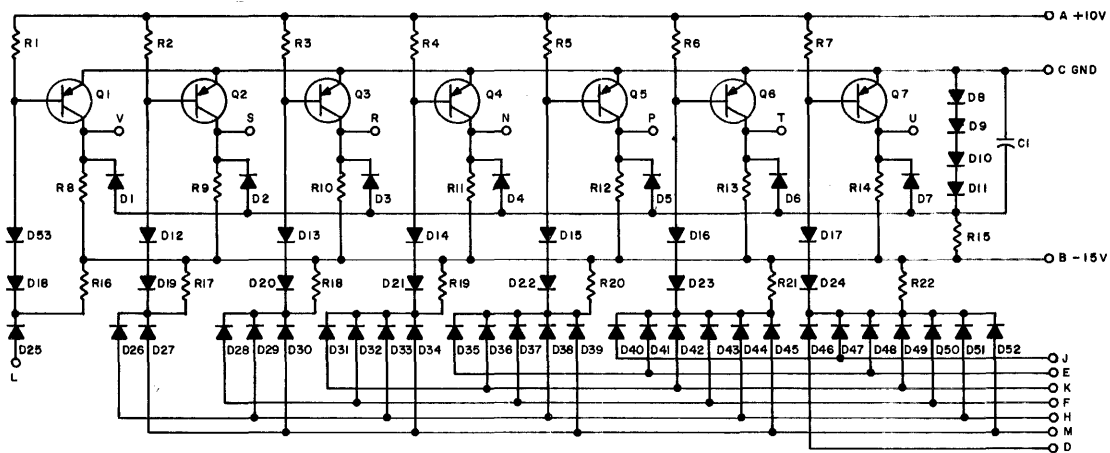 A +10V
R1 R2 R3 R4 R5 R6 R7
C GND
Q1 Q2 Q3 Q4 Q5 Q6 Q7
D8
D9
C1
V S R N P T U
D10
R8 R9 R10 R11 R12 R13 R14
D11
D1 D2 D3 D4 D5 D6 D7
D53 D12 D13 D14 D15 D16 D17
R15
B -15V
D18 R16 D19 R17 D20 R18 D21 R19 D22 R20 D23 R21 D24 R22
D25 D26 D27 D28 D29 D30 D31 D32 D33 D34 D35 D36 D37 D38 D39 D40 D41 D42 D43 D44 D45 D46 D47 D48 D49 D50 D51 D52
J
L
E
K
F
H
M
D